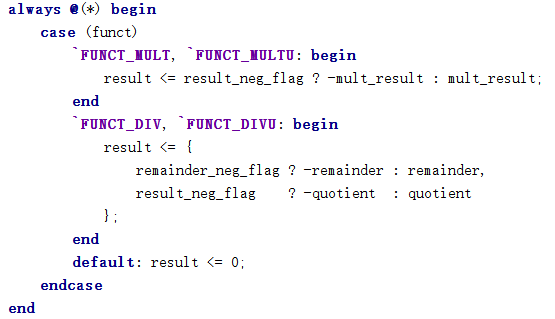 always @(*) begin
    case (funct)
        `FUNCT_MULT, `FUNCT_MULTU: begin
            result <= result_neg_flag ? -mult_result : mult_result;
        end
        `FUNCT_DIV, `FUNCT_DIVU: begin
            result <= {
                remainder_neg_flag ? -remainder : remainder,
                result_neg_flag    ? -quotient  : quotient
            };
        end
        default: result <= 0;
    endcase
end